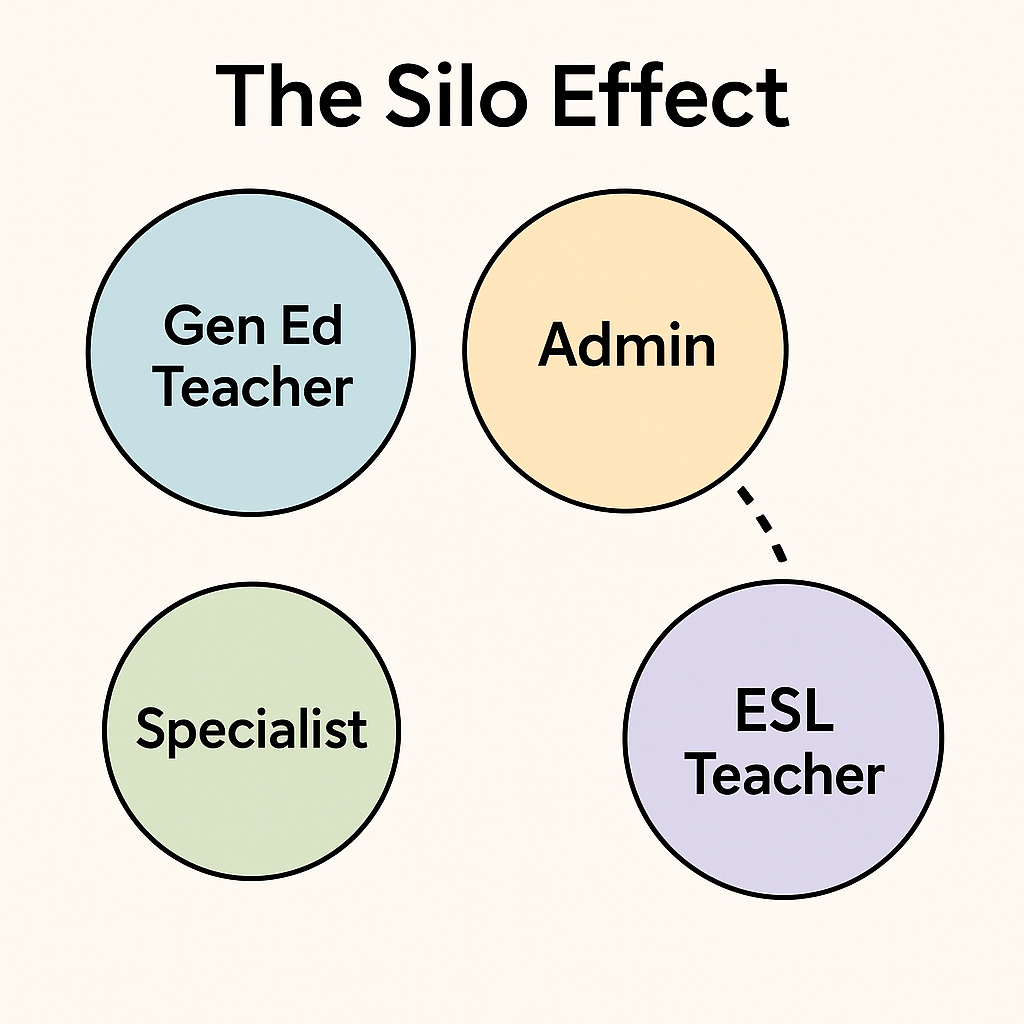 The Silo Effect
Gen Ed
Teacher
Admin
Specialist
ESL
Teacher